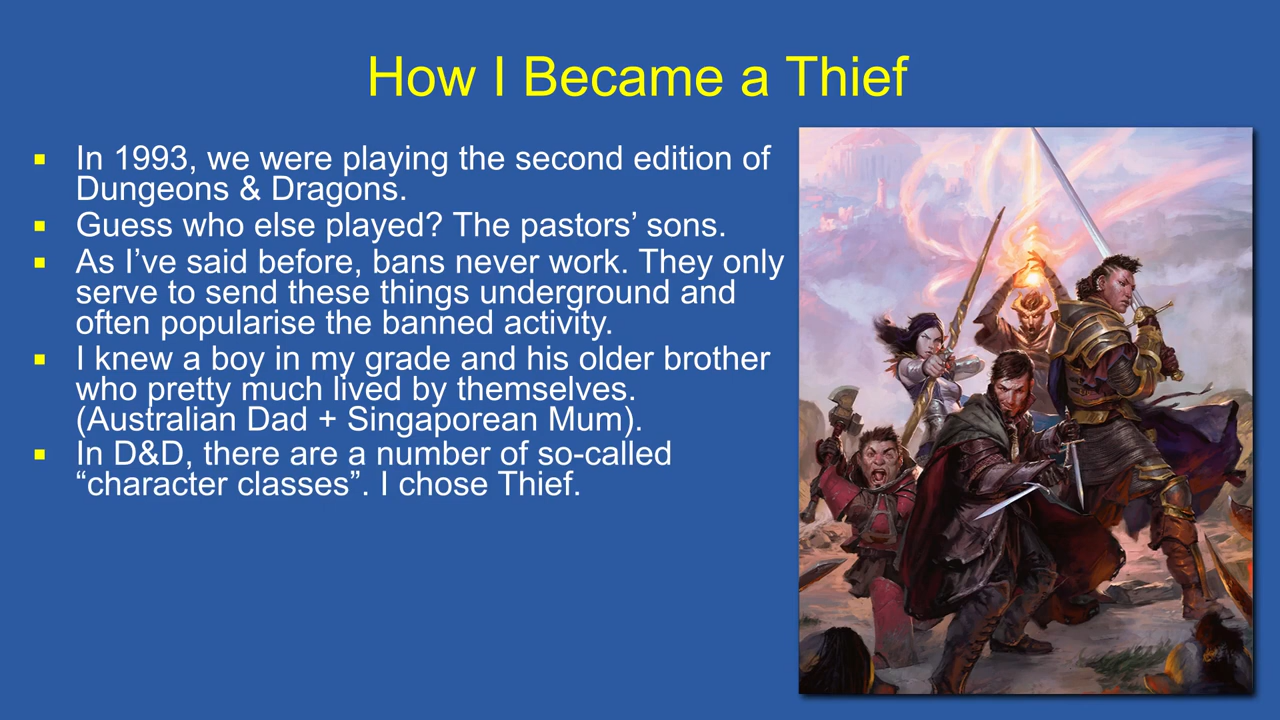 How I Became a Thief
In 1993, we were playing the second edition of
Dungeons & Dragons.
Guess who else played? The pastors’ sons.
As I’ve said before, bans never work. They only
serve to send these things underground and
often popularise the banned activity.
I knew a boy in my grade and his older brother
who pretty much lived by themselves.
(Australian Dad + Singaporean Mum).
In D&D, there are a number of so-called
“character classes”. I chose Thief.